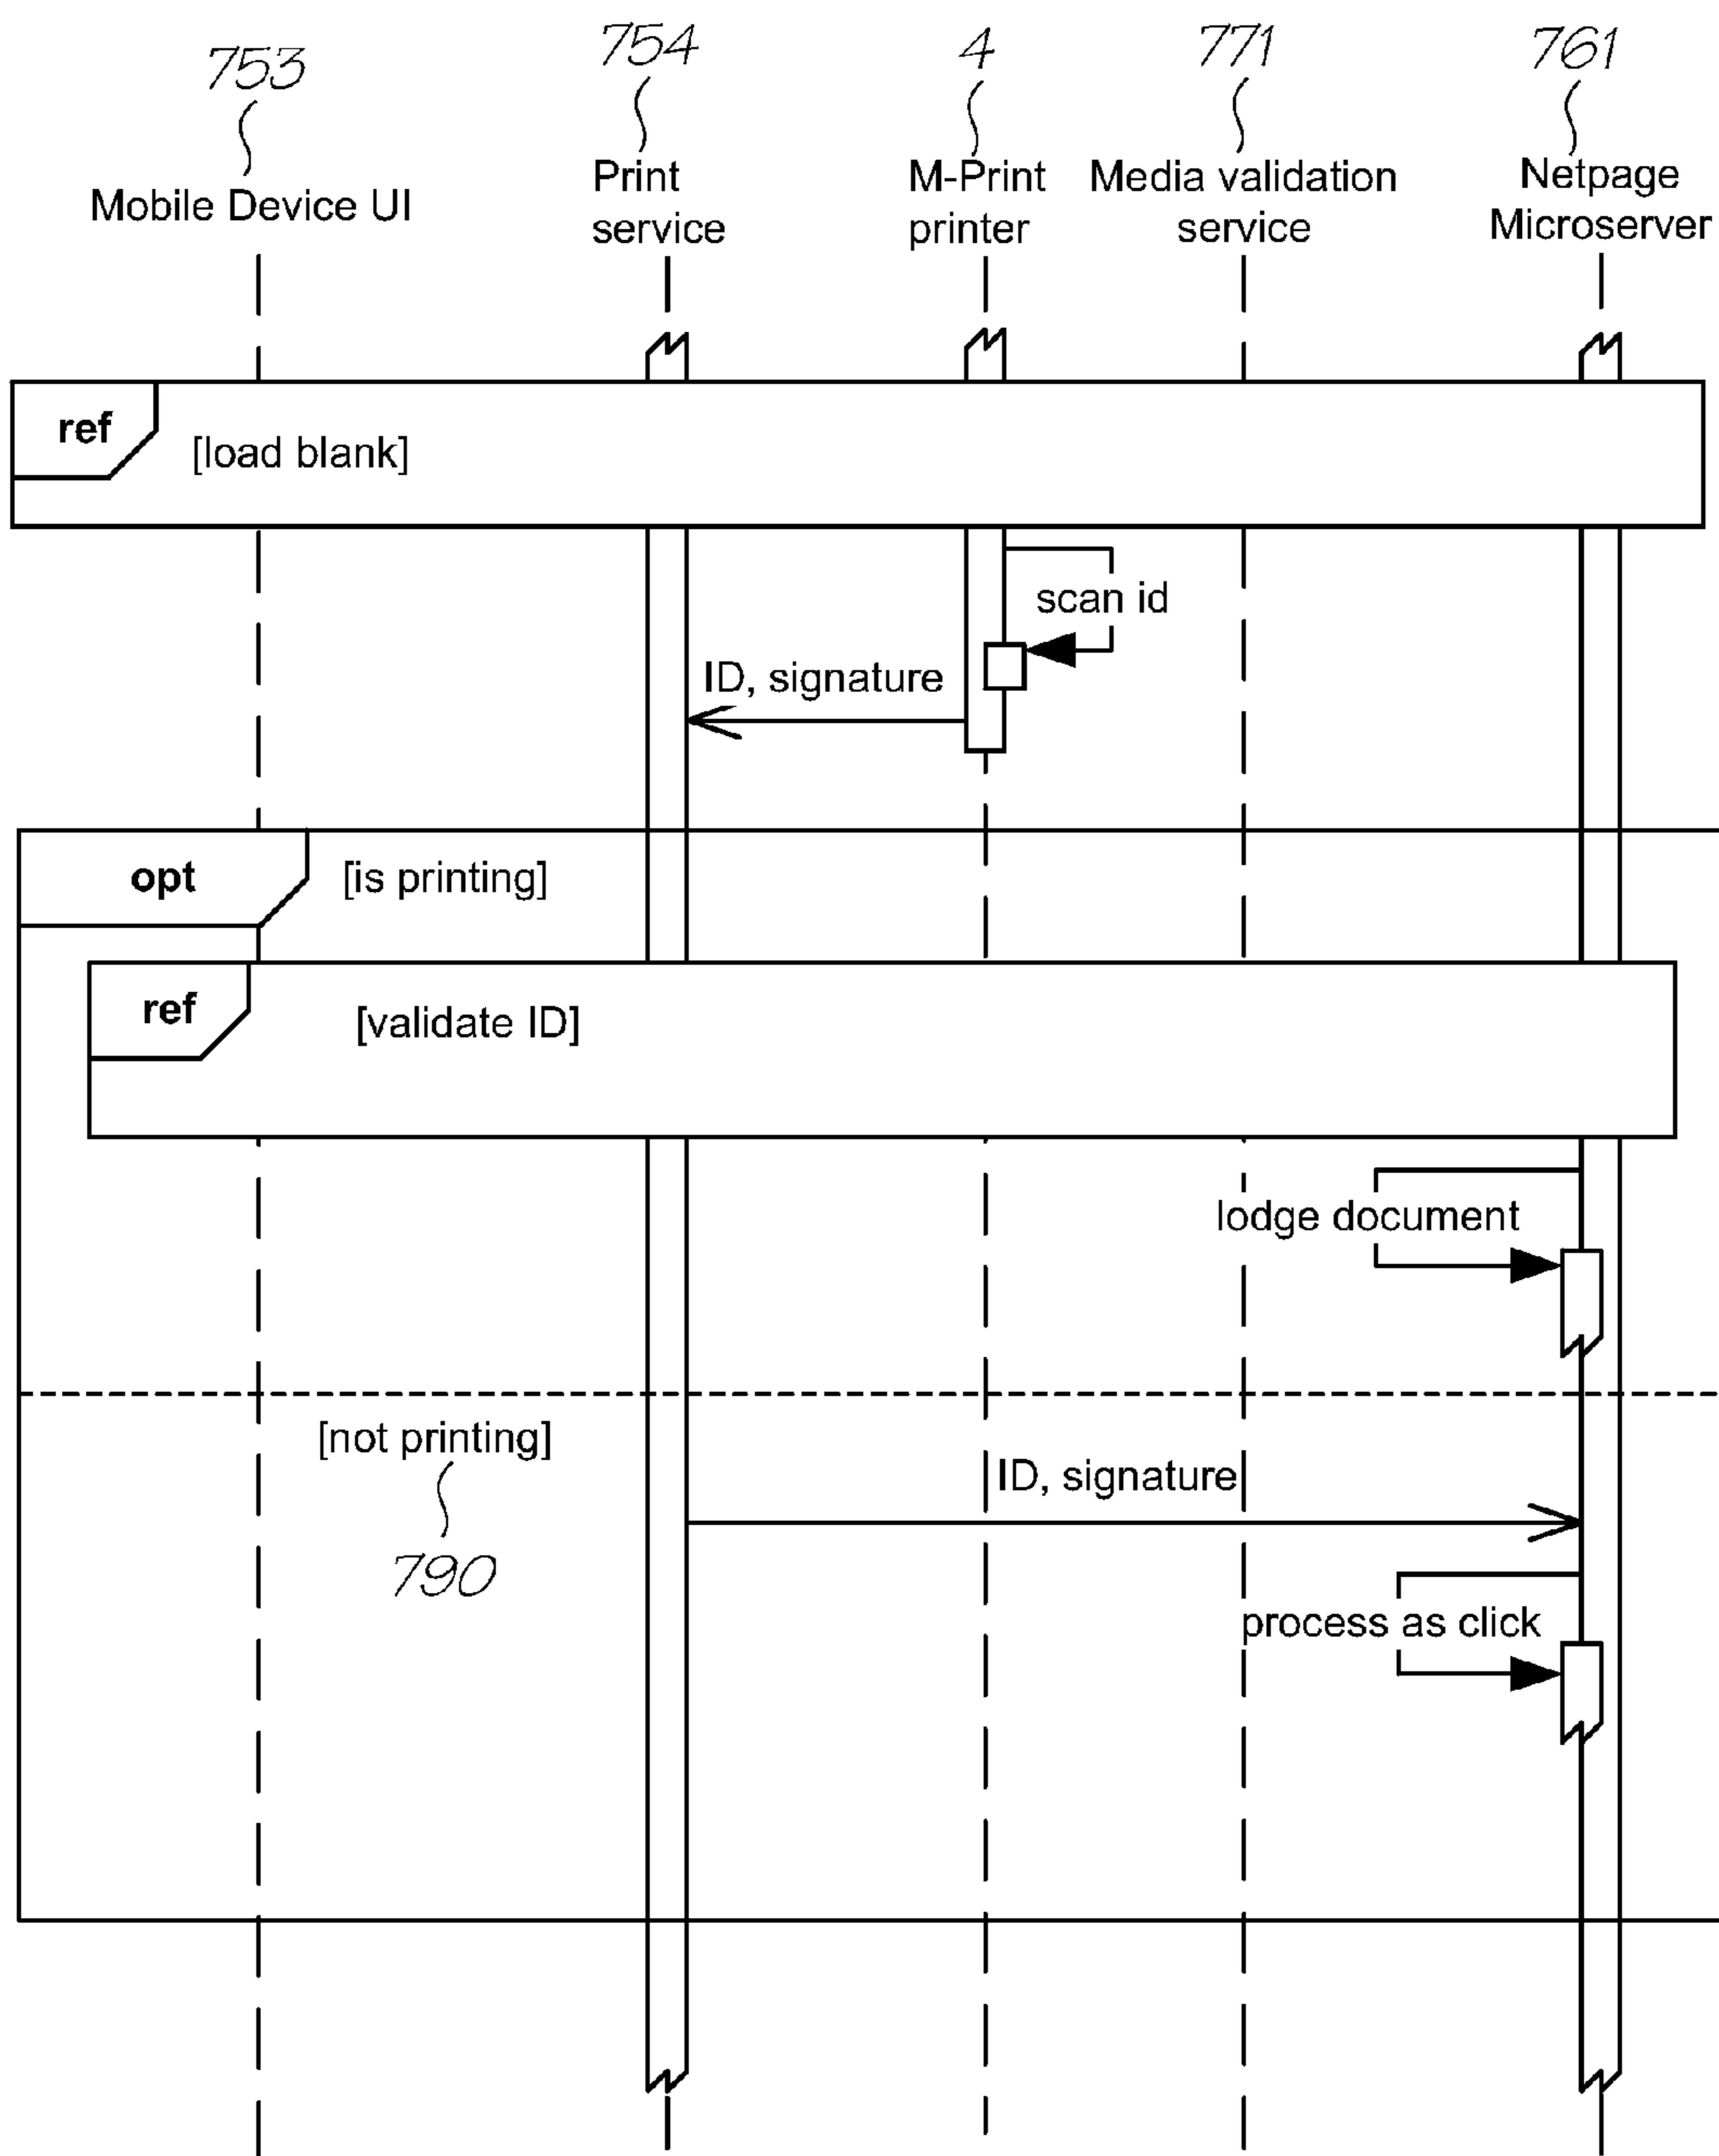 753
754
4
771
761
Mobile Device UI
Print
service
M-Print
printer
Media validation
service
Netpage
Microserver
ref
[load blank]
scan id
ID, signature
opt
[is printing]
ref
[validate ID]
lodge document
[not printing]
790
ID, signature
process as click